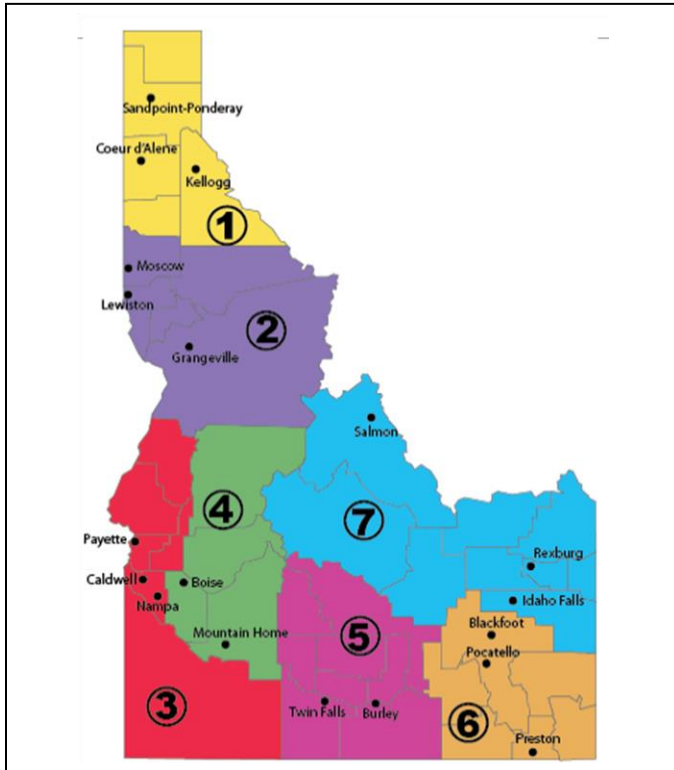 Sandpoint-Ponderay
Coeur d'Alene
Kellogg
1
Moscow
Lewiston
2
Grangeville
Salmon
4
7
Payette
Rexburg
Caldwell
Boise
Nampa
Idaho Falls
Blackfoot
Mountain Home
5
Pocatello
3
Twin Falls
Burley
6
Preston